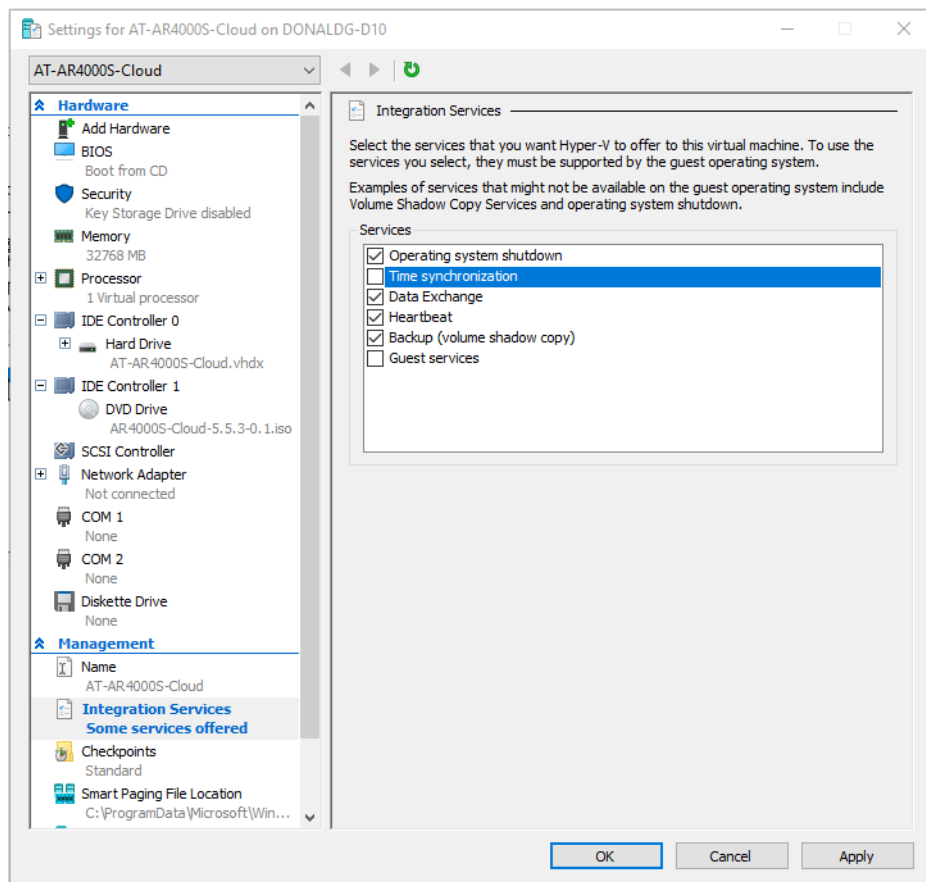 Settings for AT-AR4000S-Cloud on DONALDG-D10
AT-AR4000S-Cloud
Hardware
Add Hardware
BIOS
Boot from CD
Security
Key Storage Drive disabled
Memory
32768 MB
Processor
1 Virtual processor
IDE Controller 0
Hard Drive
AT-AR4000S-Cloud.vhdx
IDE Controller 1
DVD Drive
AR4000S-Cloud-5.5.3-0.1.iso
SCSI Controller
Network Adapter
Not connected
COM 1
None
COM 2
None
Diskette Drive
None
Management
Name
AT-AR4000S-Cloud
Integration Services
Some services offered
Checkpoints
Standard
Smart Paging File Location
C:\ProgramData\Microsoft\Win...
Integration Services
Select the services that you want Hyper-V to offer to this virtual machine. To use the
services you select, they must be supported by the guest operating system.
Examples of services that might not be available on the guest operating system include
Volume Shadow Copy Services and operating system shutdown.
Services
Operating system shutdown
Time synchronization
Data Exchange
Heartbeat
Backup (volume shadow copy)
Guest services
OK
Cancel
Apply